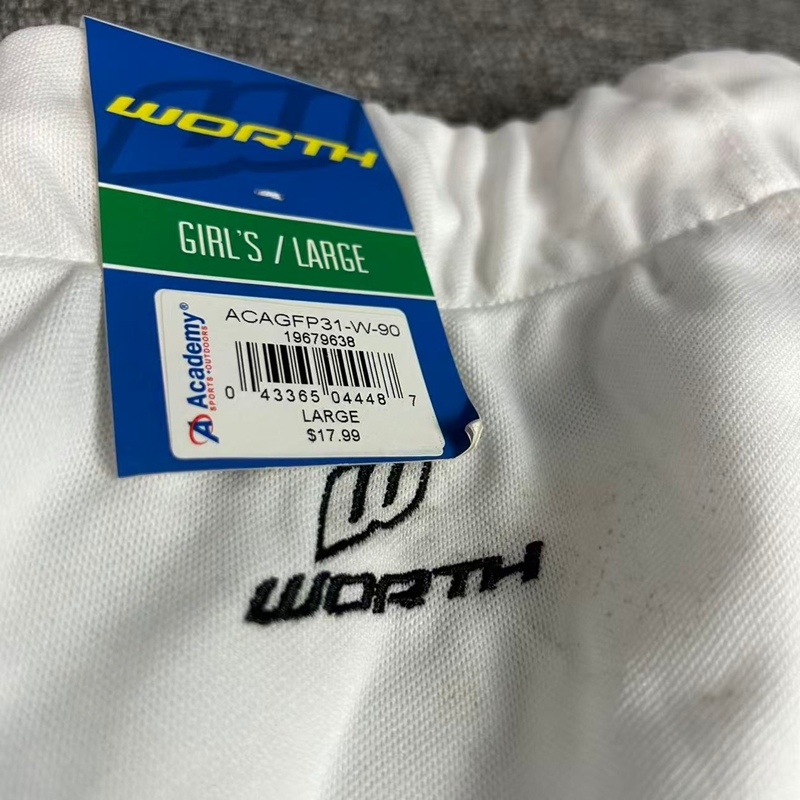 WORTH
GIRL'S / LARGE
ACAGFP31-W-90
19679638
0 43365 04448 7
LARGE
$17.99
Academy®
SPORTS+OUTDOORS
WORTH